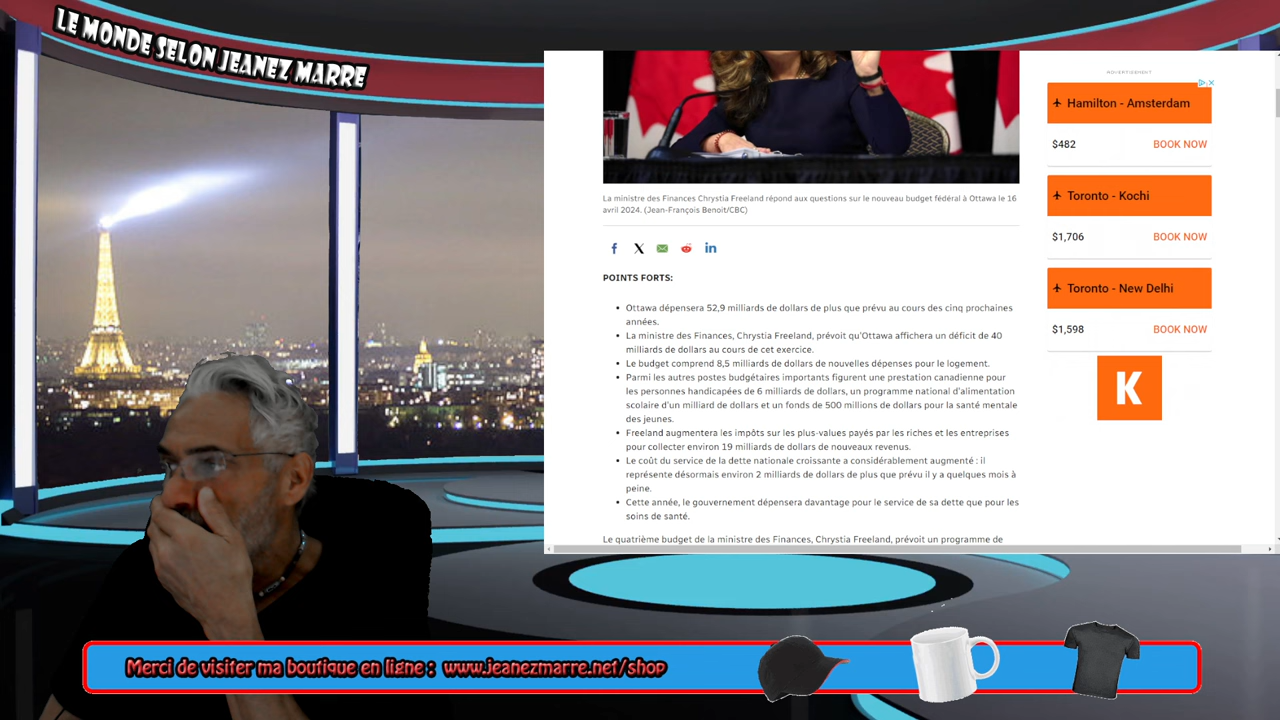 LE MONDE SELON JEANEZ MARRE
ADVERTISEMENT
Hamilton - Amsterdam
$482 BOOK NOW
Toronto - Kochi
$1,706 BOOK NOW
Toronto - New Delhi
$1,598 BOOK NOW
K
La ministre des Finances Chrystia Freeland répond aux questions sur le nouveau budget fédéral à Ottawa le 16
avril 2024. (Jean-François Benoit/CBC)
f X in
POINTS FORTS:
• Ottawa dépensera 52,9 milliards de dollars de plus que prévu au cours des cinq prochaines
années.
• La ministre des Finances, Chrystia Freeland, prévoit qu'Ottawa affichera un déficit de 40
milliards de dollars au cours de cet exercice.
• Le budget comprend 8,5 milliards de dollars de nouvelles dépenses pour le logement.
• Parmi les autres postes budgétaires importants figurent une prestation canadienne pour
les personnes handicapées de 6 milliards de dollars, un programme national d'alimentation
scolaire d'un milliard de dollars et un fonds de 500 millions de dollars pour la santé mentale
des jeunes.
• Freeland augmentera les impôts sur les plus-values payés par les riches et les entreprises
pour collecter environ 19 milliards de dollars de nouveaux revenus.
• Le coût du service de la dette nationale croissante a considérablement augmenté : il
représente désormais environ 2 milliards de dollars de plus que prévu il y a quelques mois à
peine.
• Cette année, le gouvernement dépensera davantage pour le service de sa dette que pour les
soins de santé.
Le quatrième budget de la ministre des Finances, Chrystia Freeland, prévoit un programme de
Merci de visiter ma boutique en ligne : www.jeanezmarre.net/shop